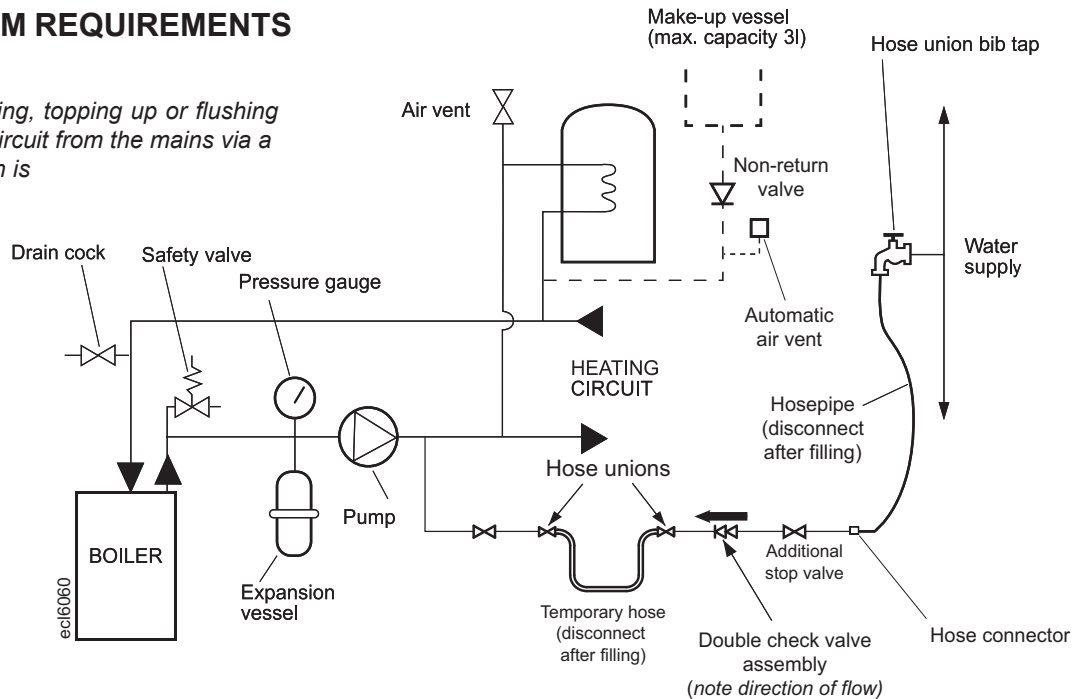 M REQUIREMENTS
ing, topping up or flushing
ircuit from the mains via a
is
Make-up vessel
(max. capacity 3l)
Hose union bib tap
Air vent
Non-return
valve
Drain cock
Safety valve
Pressure gauge
Water
supply
Automatic
air vent
HEATING
CIRCUIT
Hosepipe
(disconnect
after filling)
Hose unions
Pump
BOILER
Additional
stop valve
ecl6060
Expansion
vessel
Temporary hose
(disconnect
after filling)
Double check valve
assembly
(note direction of flow)
Hose connector